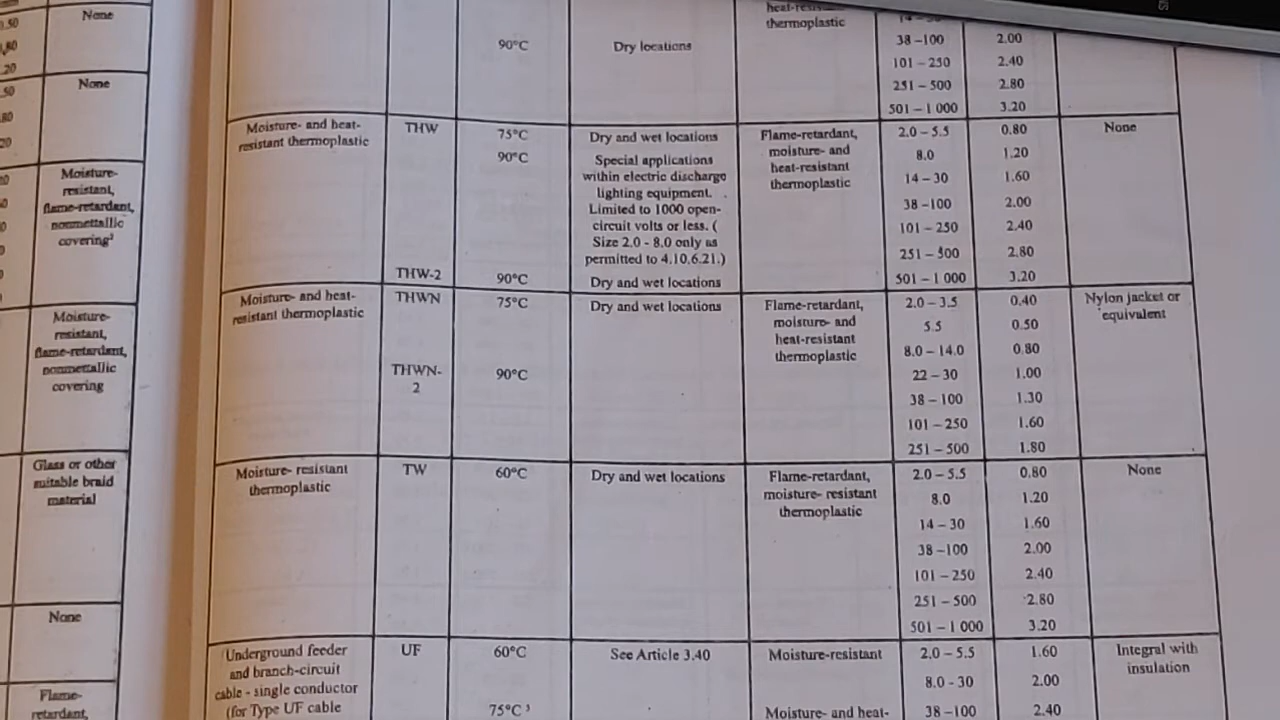 .50 None
.80
.20
.50 None
.80
.20
Moisture-
resistant,
flame-retardant,
nonmettallic
covering²
Moisture-
resistant,
flame-retardant,
nonmettallic
covering
Glass or other
suitable braid
material
None
Flame-
retardant,
90°C Dry locations thermoplastic 38 –100 2.00
101 – 250 2.40
251 – 500 2.80
501 – 1 000 3.20
Moisture- and heat- THW 75°C Dry and wet locations Flame-retardant, 2.0 – 5.5 0.80 None
resistant thermoplastic 90°C Special applications moisture- and 8.0 1.20
within electric discharge heat-resistant 14 – 30 1.60
lighting equipment. thermoplastic
Limited to 1000 open- 38 –100 2.00
circuit volts or less. ( 101 – 250 2.40
Size 2.0 - 8.0 only as 251 – 500 2.80
permitted to 4.10.6.21.)
THW-2 90°C Dry and wet locations 501 – 1 000 3.20
Moisture- and heat- THWN 75°C Dry and wet locations Flame-retardant, 2.0 – 3.5 0.40 Nylon jacket or
resistant thermoplastic moisture- and 5.5 0.50 equivalent
heat-resistant 8.0 – 14.0 0.80
thermoplastic
THWN- 90°C 22 – 30 1.00
2 38 – 100 1.30
101 – 250 1.60
251 – 500 1.80
Moisture- resistant TW 60°C Dry and wet locations Flame-retardant, 2.0 – 5.5 0.80 None
thermoplastic moisture- resistant 8.0 1.20
thermoplastic 14 – 30 1.60
38 –100 2.00
101 – 250 2.40
251 – 500 2.80
501 – 1 000 3.20
Underground feeder UF 60°C See Article 3.40 Moisture-resistant 2.0 – 5.5 1.60 Integral with
and branch-circuit 8.0 - 30 2.00 insulation
cable - single conductor
(for Type UF cable 75°C ³ Moisture- and heat- 38 –100 2.40